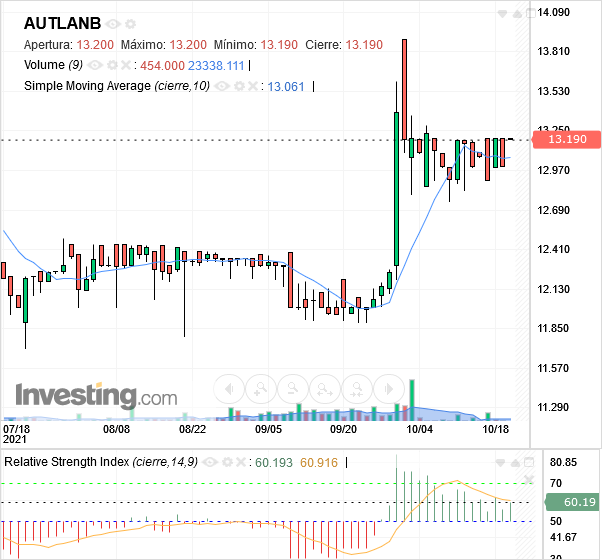 AUTLANB
Apertura: 13.200 Máximo: 13.200 Mínimo: 13.190 Cierre: 13.190
Volume (9) : 454.000 23338.111
Simple Moving Average (cierre,10) : 13.061
14.090
13.810
13.530
13.250
13.190
12.970
12.690
12.410
12.130
11.850
11.570
11.290
Investing.com
07/18 08/08 08/22 09/05 09/20 10/04 10/18
2021
Relative Strength Index (cierre,14,9) : 60.193 60.916
80.85
70
60.19
50
41.67
30